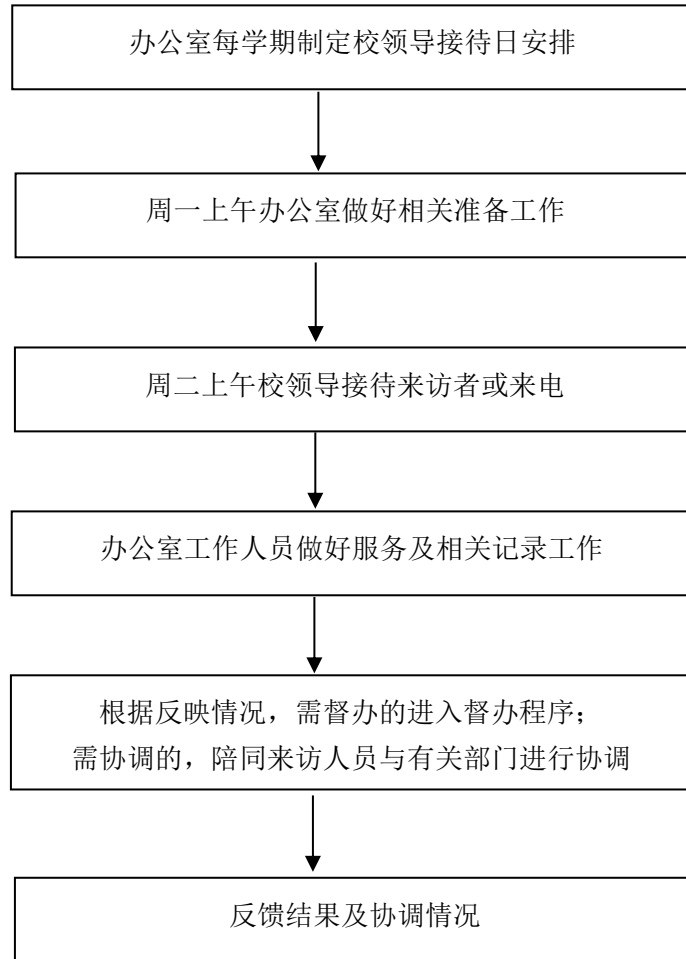 办公室每学期制定校领导接待日安排
周一上午办公室做好相关准备工作
周二上午校领导接待来访者或来电
办公室工作人员做好服务及相关记录工作
根据反映情况，需督办的进入督办程序；
需协调的，陪同来访人员与有关部门进行协调
反馈结果及协调情况